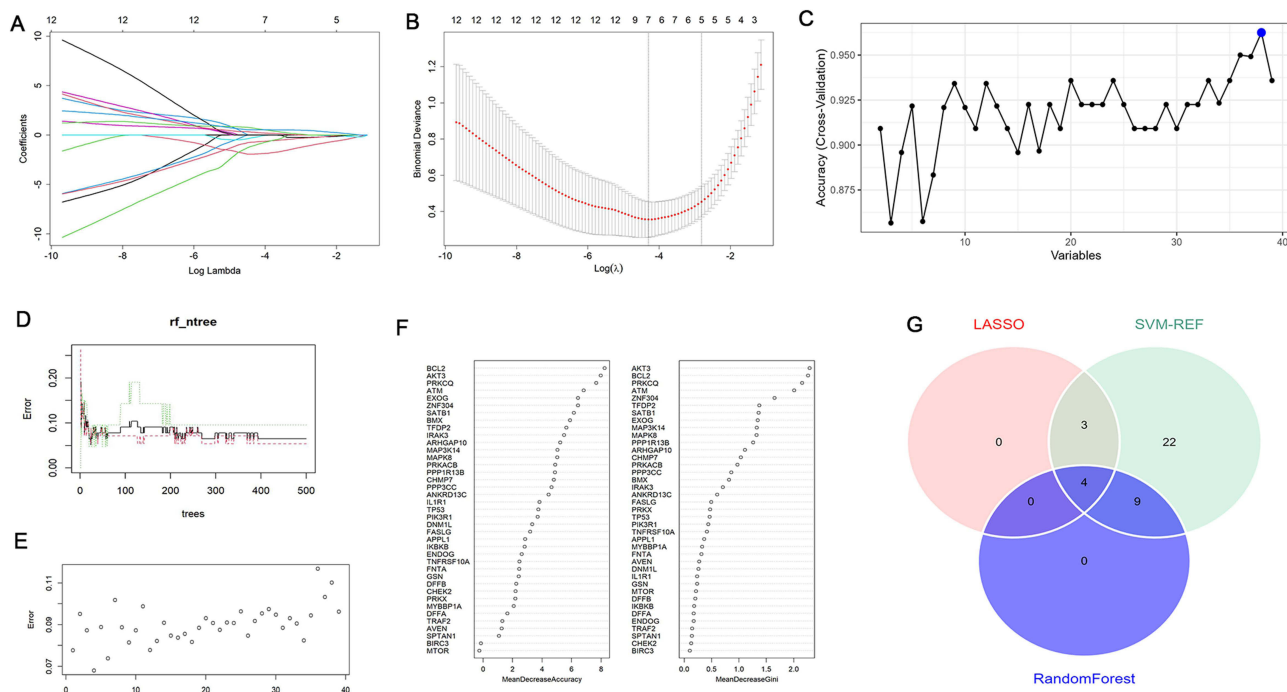 A
12 12 12 7 5
10
5
0
-5
-10
Coefficients
-10 -8 -6 -4 -2
Log Lambda
B
12 12 12 12 12 12 12 12 9 7 6 7 6 5 5 5 4 3
1.2
1.0
0.8
0.6
0.4
Binomial Deviance
-10 -8 -6 -4 -2
Log(λ)
C
0.950
0.925
0.900
0.875
Accuracy (Cross-Validation)
10 20 30 40
Variables
D
rf_ntree
0.20
0.10
0.00
Error
0 100 200 300 400 500
trees
E
0.11
0.09
0.07
Error
0 10 20 30 40
F
BCL2
AKT3
PRKCQ
ATM
EXOG
ZNF304
SATB1
BMX
TFDP2
IRAK3
ARHGAP10
MAP3K14
MAPK8
PRKACB
PPP1R13B
CHMP7
PPP3CC
ANKRD13C
IL1R1
TP53
PIK3R1
DNM1L
FASLG
APPL1
IKBKB
ENDOG
TNFRSF10A
FNTA
GSN
DFFB
CHEK2
PRKX
MYBBP1A
DFFA
TRAF2
AVEN
SPTAN1
BIRC3
MTOR
0 2 4 6 8
MeanDecreaseAccuracy
AKT3
BCL2
PRKCQ
ATM
ZNF304
TFDP2
SATB1
EXOG
MAP3K14
MAPK8
PPP1R13B
ARHGAP10
CHMP7
PRKACB
PPP3CC
BMX
IRAK3
ANKRD13C
FASLG
PRKX
TP53
PIK3R1
TNFRSF10A
APPL1
MYBBP1A
FNTA
AVEN
DNM1L
IL1R1
GSN
MTOR
DFFB
IKBKB
DFFA
ENDOG
TRAF2
SPTAN1
CHEK2
BIRC3
0.0 0.5 1.0 1.5 2.0
MeanDecreaseGini
G
LASSO
SVM-REF
3
0
22
4
0
9
0
RandomForest